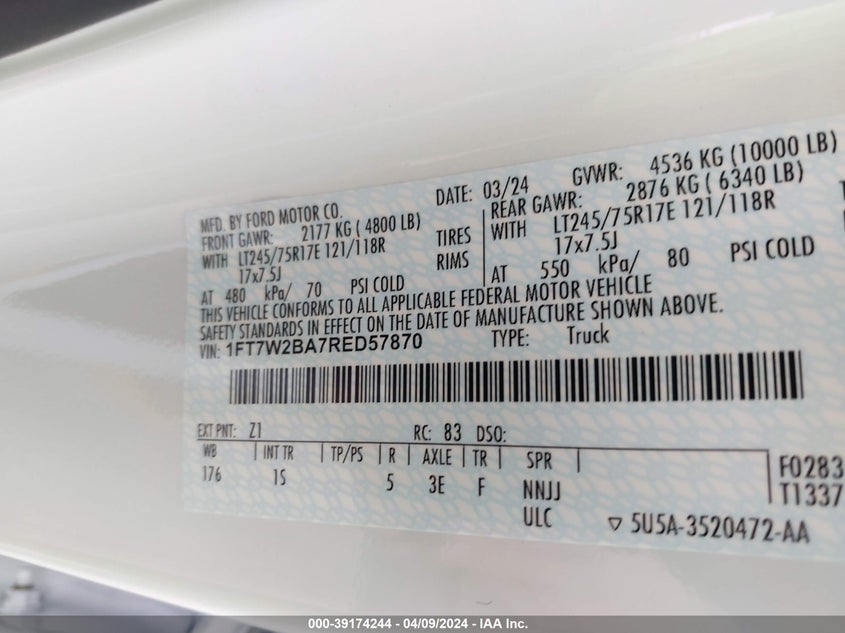 MFD. BY FORD MOTOR CO. DATE: 03/24 GVWR: 4536 KG (10000 LB)
FRONT GAWR: 2177 KG ( 4800 LB) REAR GAWR: 2876 KG ( 6340 LB)
WITH LT245/75R17E 121/118R TIRES WITH LT245/75R17E 121/118R
17x7.5J RIMS 17x7.5J
AT 480 kPa/ 70 PSI COLD AT 550 kPa/ 80 PSI COLD
THIS VEHICLE CONFORMS TO ALL APPLICABLE FEDERAL MOTOR VEHICLE
SAFETY STANDARDS IN EFFECT ON THE DATE OF MANUFACTURE SHOWN ABOVE.
VIN: 1FT7W2BA7RED57870 TYPE: Truck
EXT PNT: Z1 RC: 83 DSO:
WB INT TR TP/PS R AXLE TR SPR
176 1S 5 3E F NNJJ
ULC
F0283
T1337
▽ 5U5A-3520472-AA
000-39174244 - 04/09/2024 - IAA Inc.